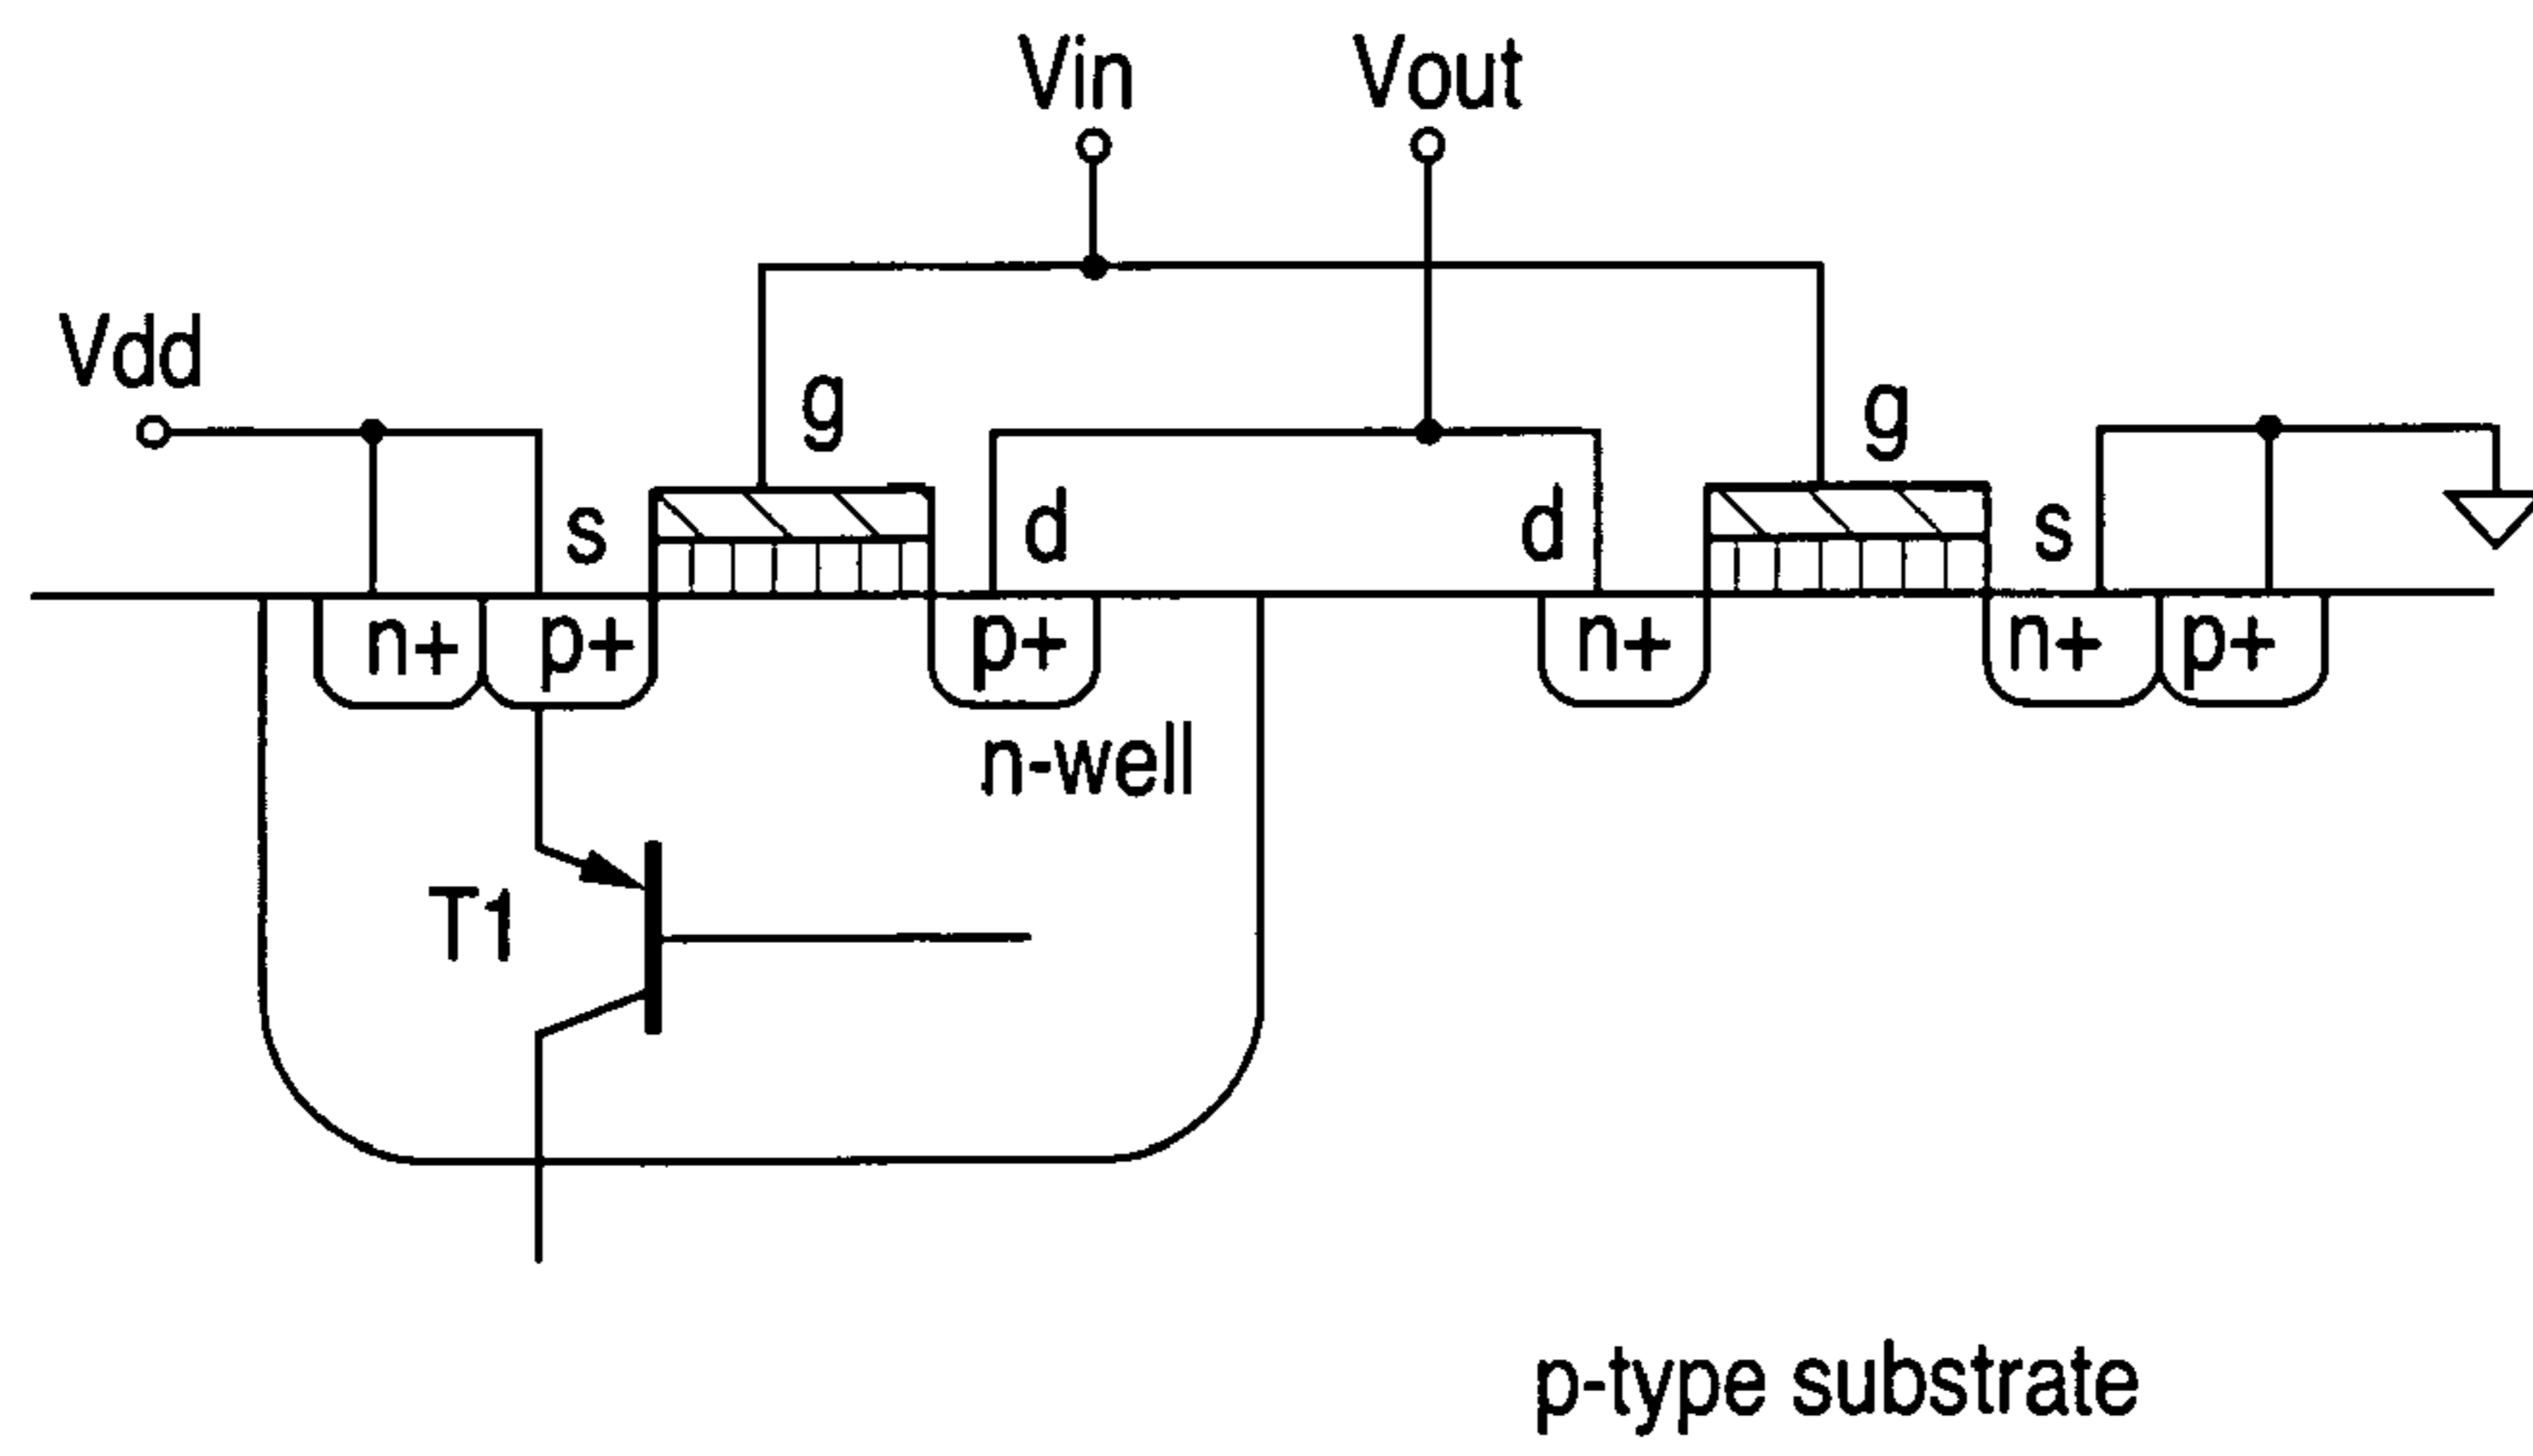 Vin Vout
Vdd
g g
s d d s
n+ p+ p+ n+ n+ p+
n-well
T1
p-type substrate